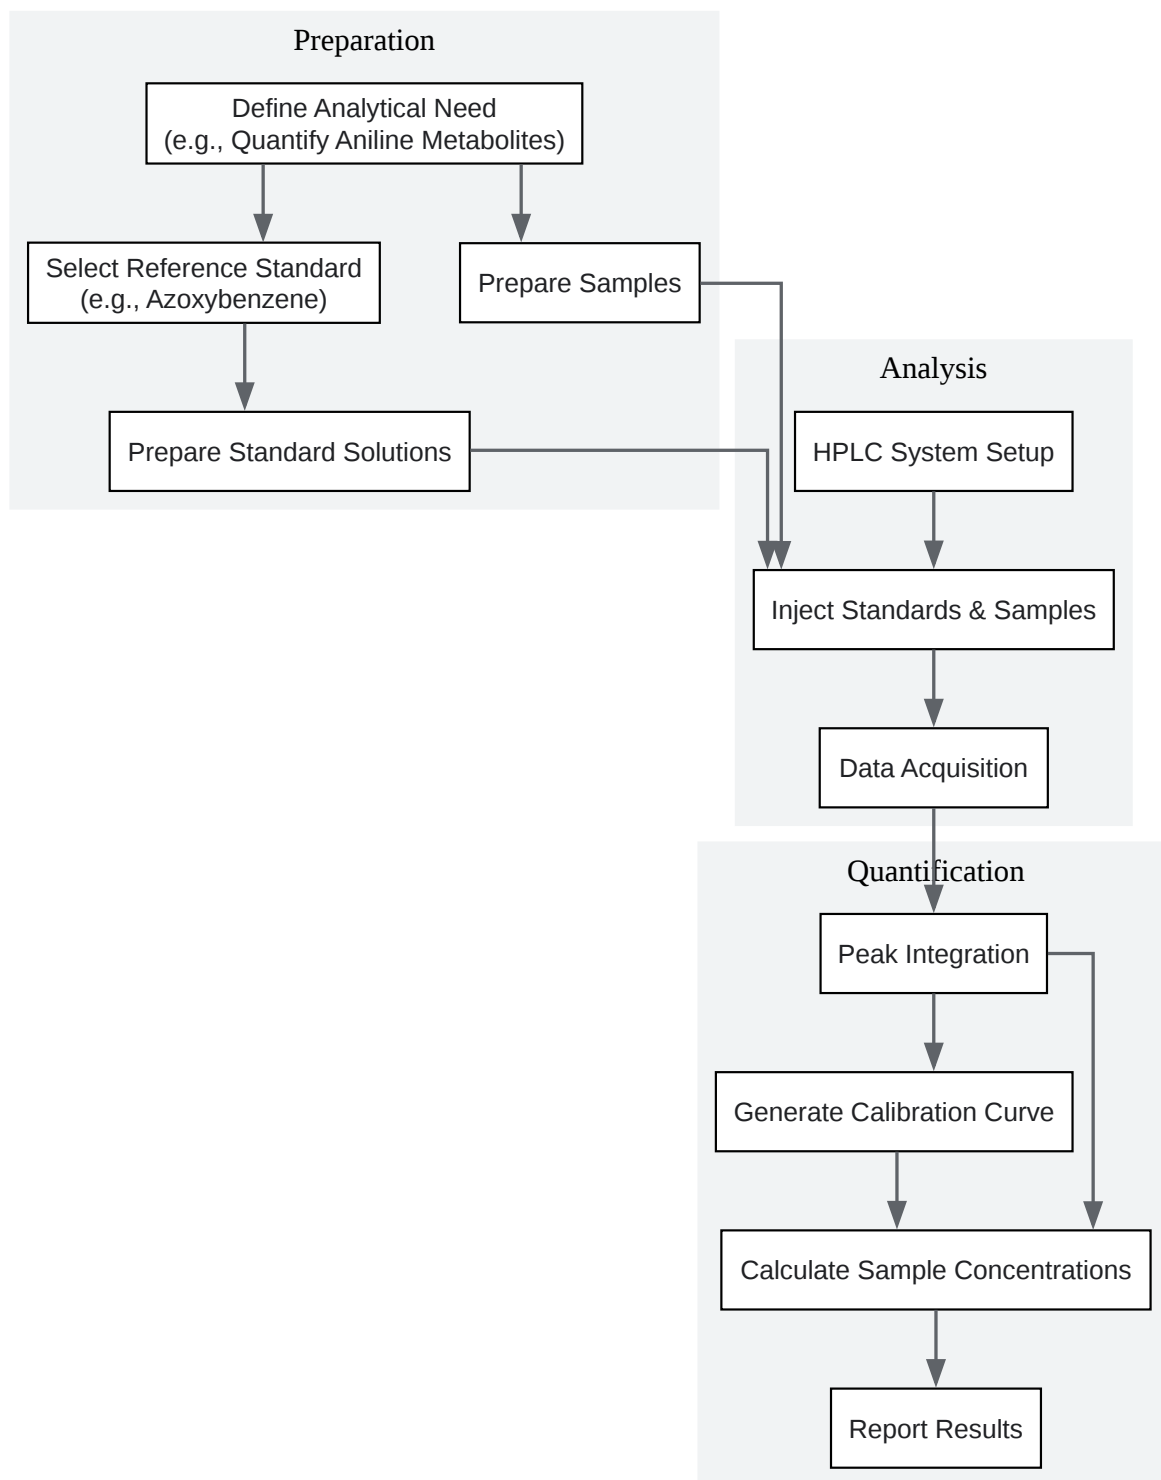 Preparation
Define Analytical Need
(e.g., Quantify Aniline Metabolites)
Select Reference Standard
(e.g., Azoxybenzene)
Prepare Samples
Prepare Standard Solutions
Analysis
HPLC System Setup
Inject Standards & Samples
Data Acquisition
Quantification
Peak Integration
Generate Calibration Curve
Calculate Sample Concentrations
Report Results